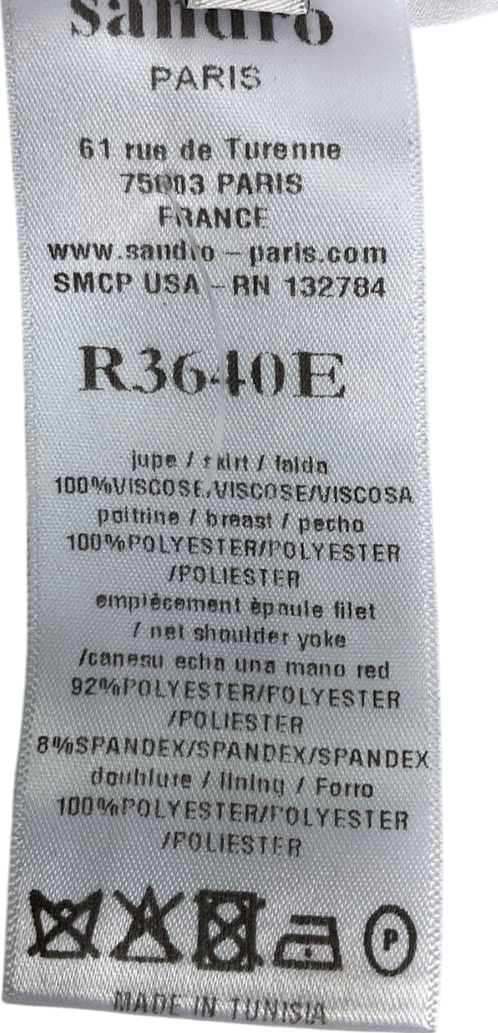 sandro
PARIS
61 rue de Turenne
75003 PARIS
FRANCE
www.sandro-paris.com
SMCP USA - RN 132784
R3640E
jupe / skirt / falda
100%VISCOSE/VISCOSE/VISCOSA
poitrine / breast / pecho
100%POLYESTER/POLYESTER
/POLIESTER
empiècement èpaule filet
/ net shoulder yoke
/canesu echa una mano red
92%POLYESTER/POLYESTER
/POLIESTER
8%SPANDEX/SPANDEX/SPANDEX
doublure / lining / Forro
100%POLYESTER/POLYESTER
/POLIESTER
P
MADE IN TUNISIA